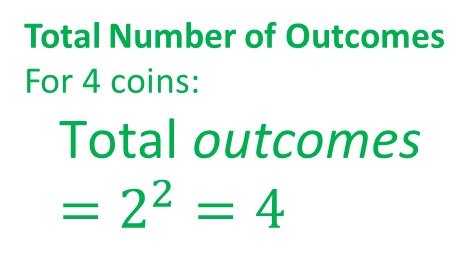 Total Number of Outcomes
For 4 coins:
Total outcomes
= 2² = 4